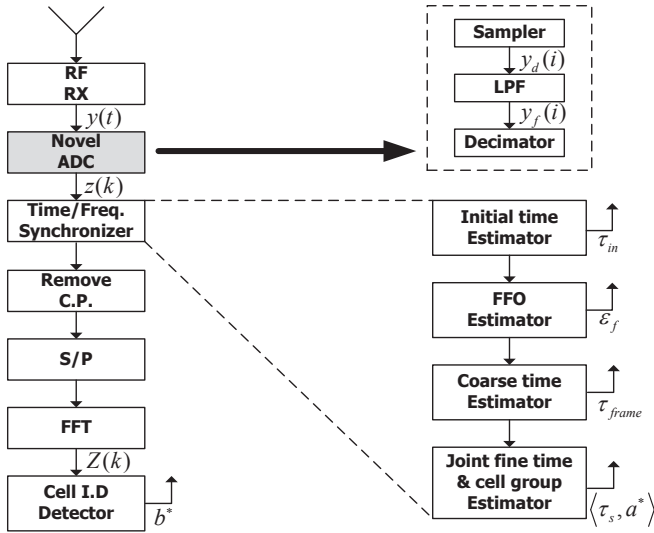 RF
RX
y(t)
Novel
ADC
z(k)
Time/Freq.
Synchronizer
Remove
C.P.
S/P
FFT
Z(k)
Cell I.D
Detector
b*
Sampler
y_d(i)
LPF
y_f(i)
Decimator
Initial time
Estimator
τ_in
FFO
Estimator
ε_f
Coarse time
Estimator
τ_frame
Joint fine time
& cell group
Estimator
⟨τ_s, a*⟩